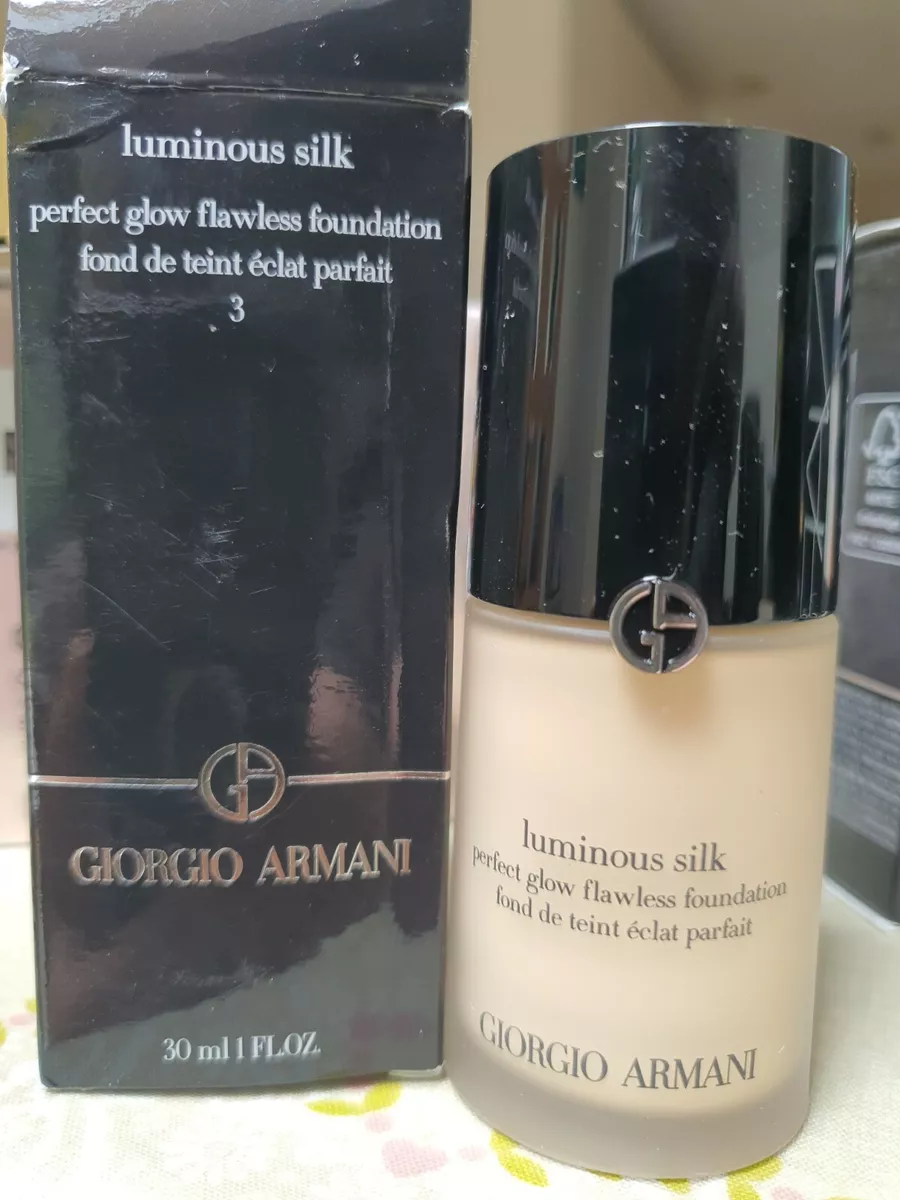 luminous silk
perfect glow flawless foundation
fond de teint éclat parfait
3
GIORGIO ARMANI
30 ml 1 FL.OZ.
luminous silk
perfect glow flawless foundation
fond de teint éclat parfait
GIORGIO ARMANI